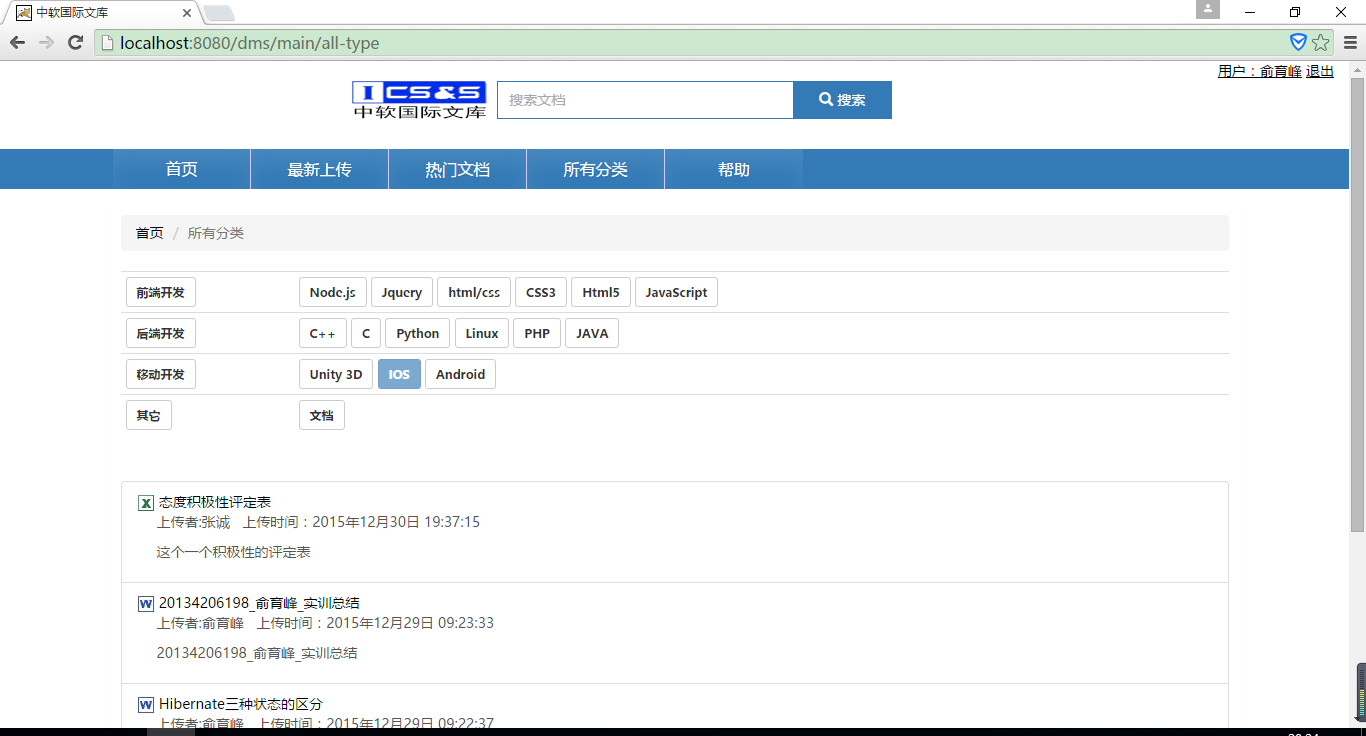 中软国际文库
localhost:8080/dms/main/all-type
用户：俞育峰 退出
ICS&S
中软国际文库
搜索文档
搜索
首页 最新上传 热门文档 所有分类 帮助
首页 / 所有分类
前端开发 Node.js Jquery html/css CSS3 Html5 JavaScript
后端开发 C++ C Python Linux PHP JAVA
移动开发 Unity 3D IOS Android
其它 文档
态度积极性评定表
上传者:张诚 上传时间：2015年12月30日 19:37:15
这个一个积极性的评定表
20134206198_俞育峰_实训总结
上传者:俞育峰 上传时间：2015年12月29日 09:23:33
20134206198_俞育峰_实训总结
Hibernate三种状态的区分
上传者:俞育峰 上传时间：2015年12月29日 09:22:37